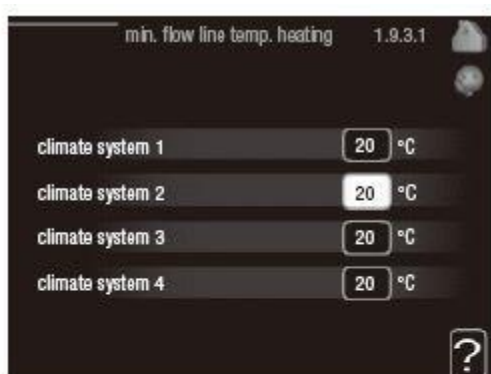 min. flow line temp. heating 1.9.3.1
climate system 1 20 °C
climate system 2 20 °C
climate system 3 20 °C
climate system 4 20 °C
?